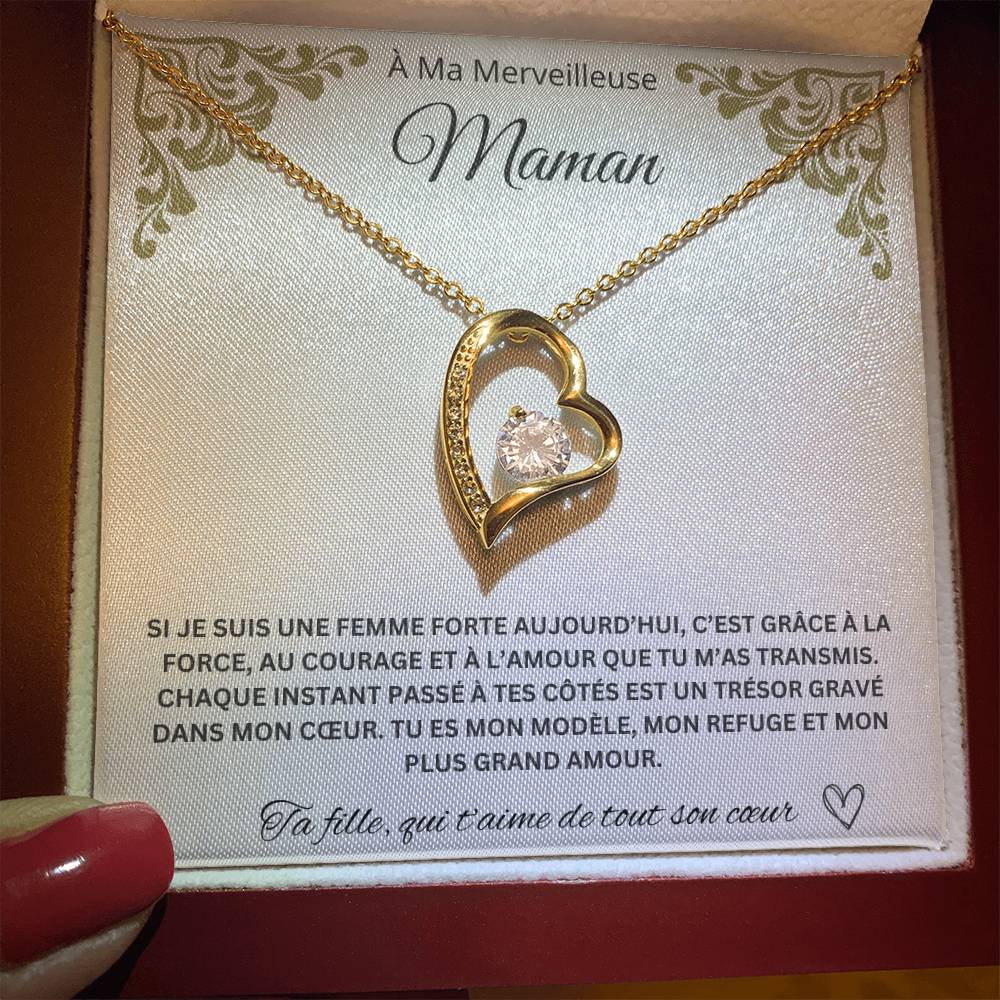 À Ma Merveilleuse
Maman
SI JE SUIS UNE FEMME FORTE AUJOURD’HUI, C’EST GRÂCE À LA
FORCE, AU COURAGE ET À L’AMOUR QUE TU M’AS TRANSMIS.
CHAQUE INSTANT PASSÉ À TES CÔTÉS EST UN TRÉSOR GRAVÉ
DANS MON CŒUR. TU ES MON MODÈLE, MON REFUGE ET MON
PLUS GRAND AMOUR.
Ta fille, qui t'aime de tout son cœur